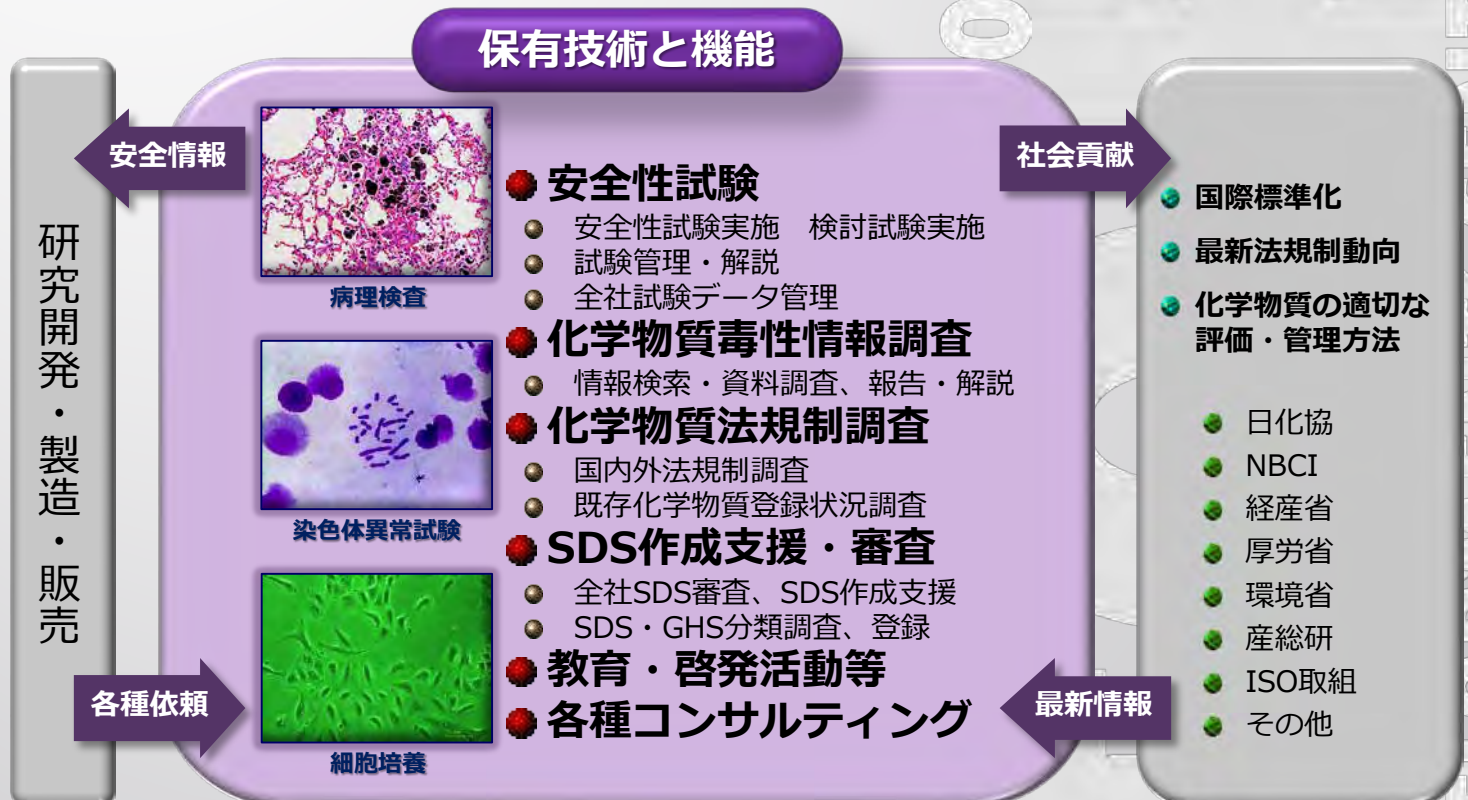 保有技術と機能
安全情報
研究開発・製造・販売
各種依頼
病理検査
染色体異常試験
細胞培養
安全性試験
安全性試験実施　検討試験実施
試験管理・解説
全社試験データ管理
化学物質毒性情報調査
情報検索・資料調査、報告・解説
化学物質法規制調査
国内外法規制調査
既存化学物質登録状況調査
SDS作成支援・審査
全社SDS審査、SDS作成支援
SDS・GHS分類調査、登録
教育・啓発活動等
各種コンサルティング
社会貢献
最新情報
国際標準化
最新法規制動向
化学物質の適切な
評価・管理方法
日化協
NBCI
経産省
厚労省
環境省
産総研
ISO取組
その他